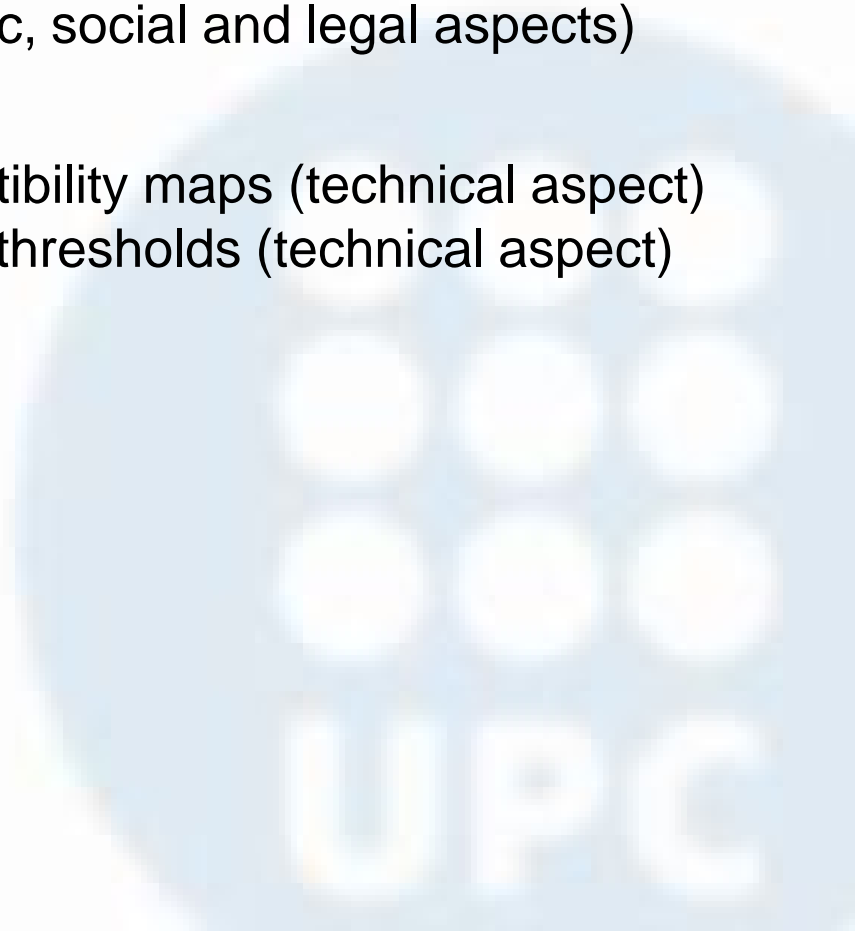 c, social and legal aspects)
tibility maps (technical aspect)
thresholds (technical aspect)
UPC